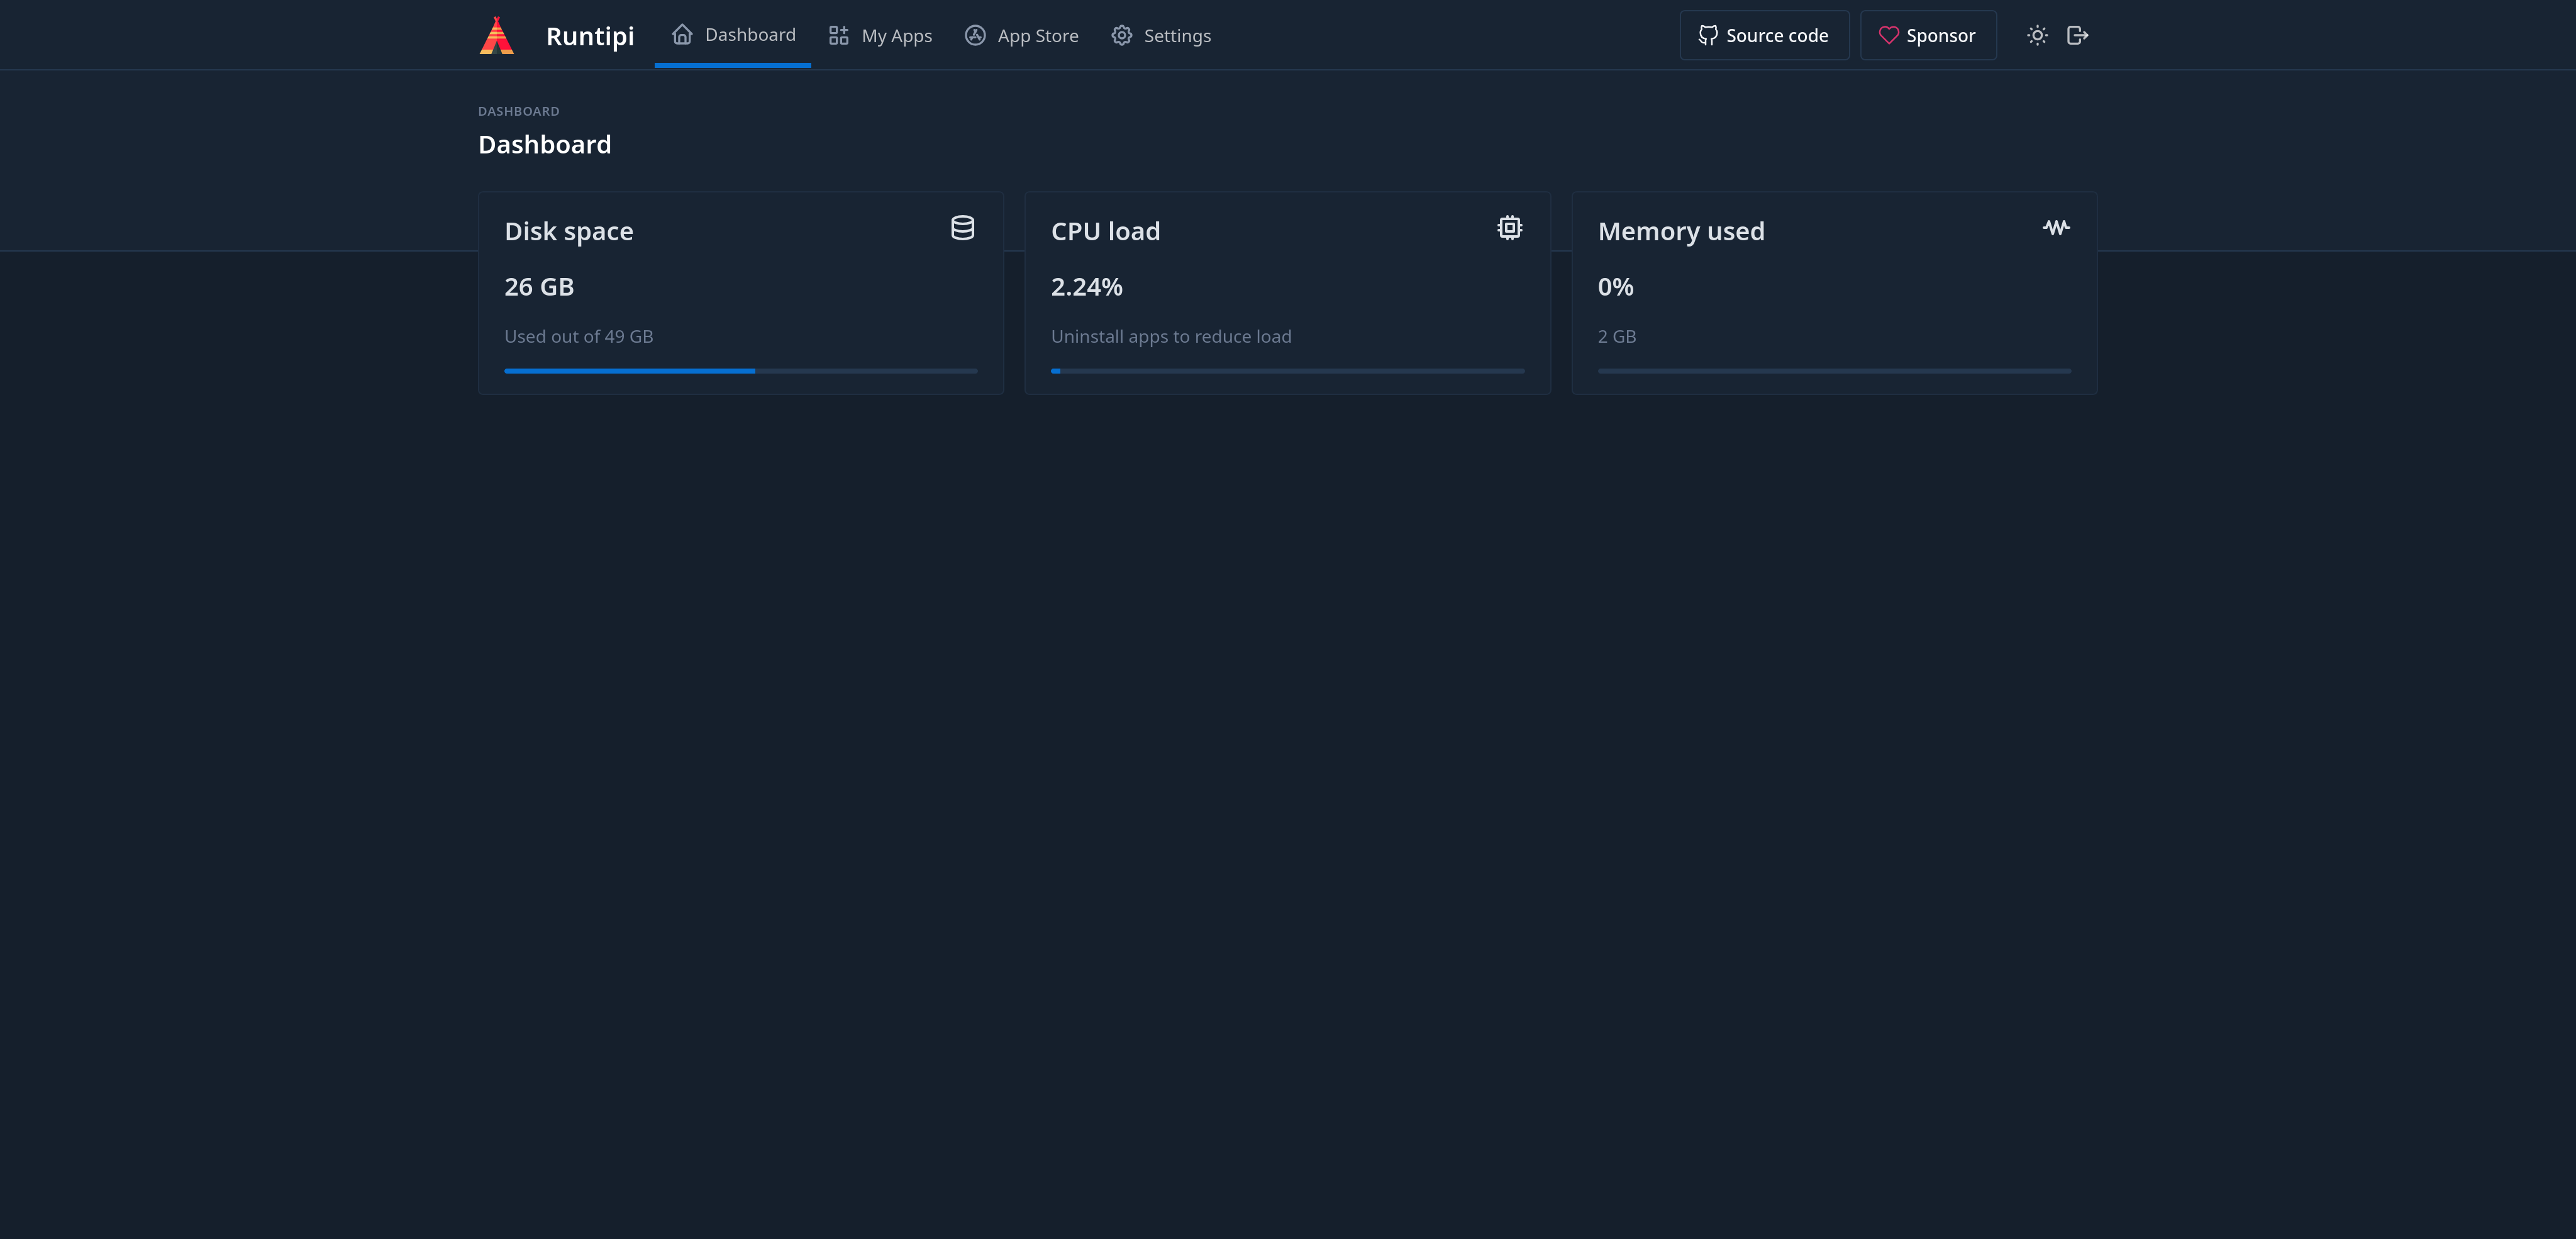 Runtipi
Dashboard
My Apps
App Store
Settings
Source code
Sponsor
DASHBOARD
Dashboard
Disk space
26 GB
Used out of 49 GB
CPU load
2.24%
Uninstall apps to reduce load
Memory used
0%
2 GB